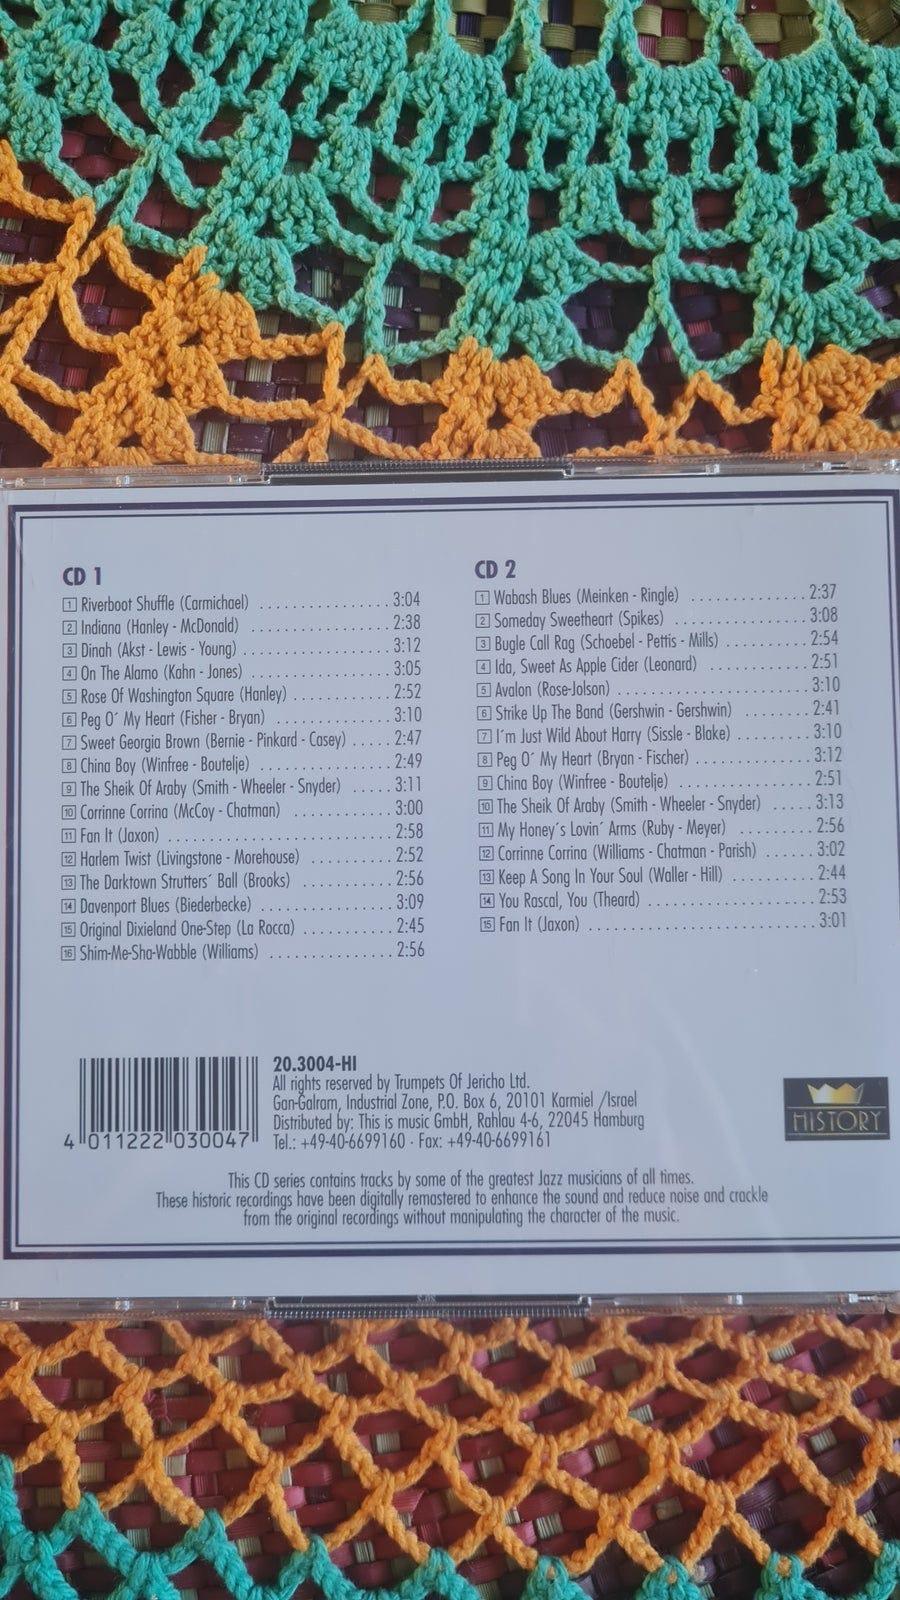 CD 1
1 Riverboot Shuffle (Carmichael) .................. 3:04
2 Indiana (Hanley - McDonald) ................... 2:38
3 Dinah (Akst - Lewis - Young) .................... 3:12
4 On The Alamo (Kahn - Jones) ................... 3:05
5 Rose Of Washington Square (Hanley) ............. 2:52
6 Peg O´ My Heart (Fisher - Bryan) ................ 3:10
7 Sweet Georgia Brown (Bernie - Pinkard - Casey) ..... 2:47
8 China Boy (Winfree - Boutelje) .................. 2:49
9 The Sheik Of Araby (Smith - Wheeler - Snyder) ..... 3:11
10 Corrinne Corrina (McCoy - Chatman) ............. 3:00
11 Fan It (Jaxon) ............................... 2:58
12 Harlem Twist (Livingstone - Morehouse) ........... 2:52
13 The Darktown Strutters´ Ball (Brooks) ............ 2:56
14 Davenport Blues (Biederbecke) .................. 3:09
15 Original Dixieland One-Step (La Rocca) ........... 2:45
16 Shim-Me-Sha-Wabble (Williams) ................ 2:56
CD 2
1 Wabash Blues (Meinken - Ringle) ................ 2:37
2 Someday Sweetheart (Spikes) ................... 3:08
3 Bugle Call Rag (Schoebel - Pettis - Mills) ........... 2:54
4 Ida, Sweet As Apple Cider (Leonard) .............. 2:51
5 Avalon (Rose-Jolson) .......................... 3:10
6 Strike Up The Band (Gershwin - Gershwin) ......... 2:41
7 I´m Just Wild About Harry (Sissle - Blake) .......... 3:10
8 Peg O´ My Heart (Bryan - Fischer) ............... 3:12
9 China Boy (Winfree - Boutelje) .................. 2:51
10 The Sheik Of Araby (Smith - Wheeler - Snyder) ..... 3:13
11 My Honey´s Lovin´ Arms (Ruby - Meyer) .......... 2:56
12 Corrinne Corrina (Williams - Chatman - Parish) ...... 3:02
13 Keep A Song In Your Soul (Waller - Hill) ........... 2:44
14 You Rascal, You (Theard) ...................... 2:53
15 Fan It (Jaxon) ............................... 3:01
4 011222 030047
20.3004-HI
All rights reserved by Trumpets Of Jericho Ltd.
Gan-Galram, Industrial Zone, P.O. Box 6, 20101 Karmiel /Israel
Distributed by: This is music GmbH, Rahlau 4-6, 22045 Hamburg
Tel.: +49-40-6699160 · Fax: +49-40-6699161
HISTORY
This CD series contains tracks by some of the greatest Jazz musicians of all times.
These historic recordings have been digitally remastered to enhance the sound and reduce noise and crackle
from the original recordings without manipulating the character of the music.